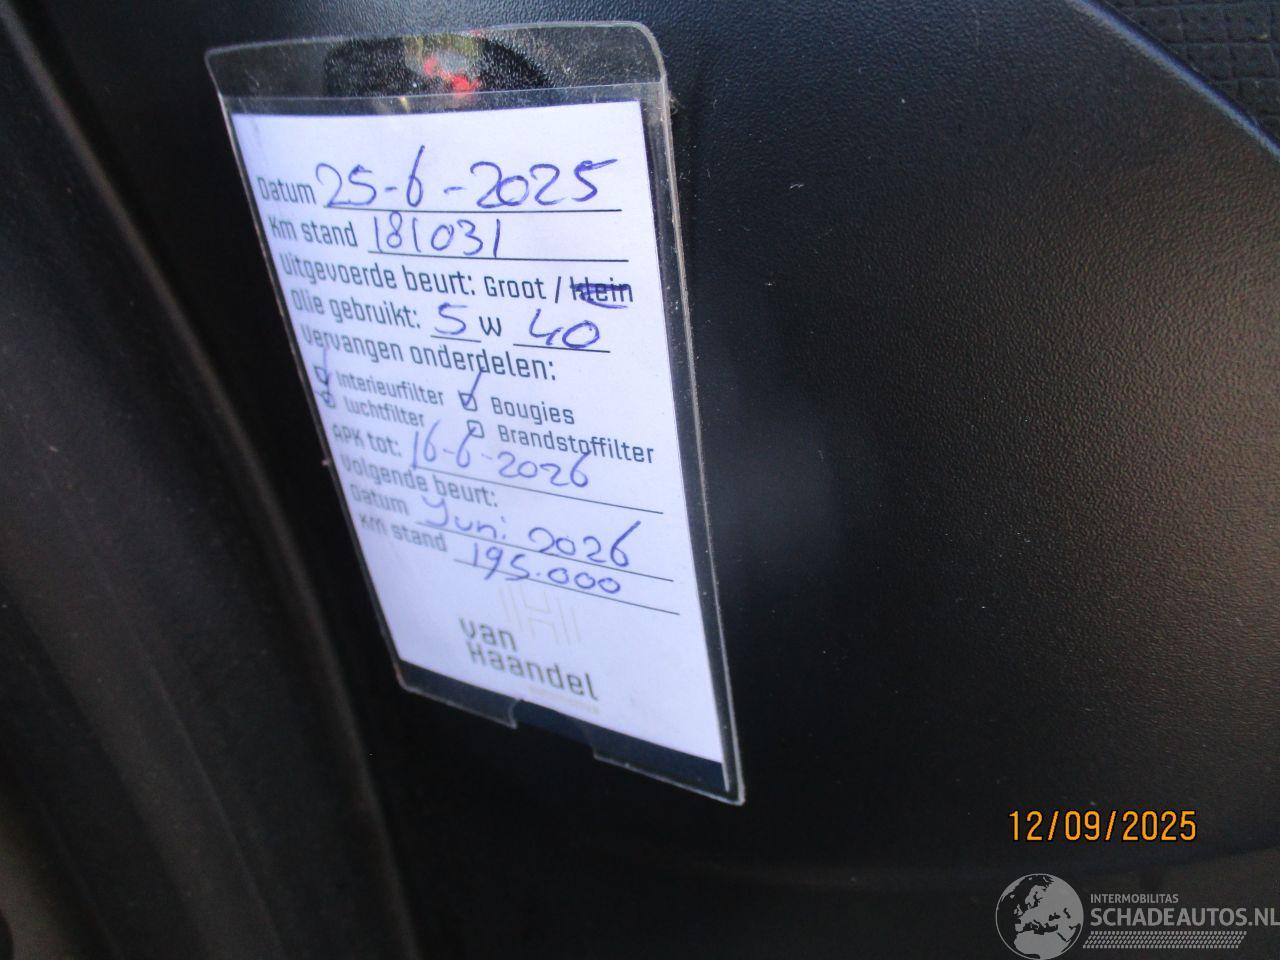 Datum 25-6-2025
Km stand 181031
Uitgevoerde beurt: Groot / klein
Olie gebruikt: 5 W 40
Vervangen onderdelen:
Interieurfilter Bougies
Luchtfilter Brandstoffilter
APK tot: 16-6-2026
Volgende beurt:
Datum Juni 2026
Km stand 195.000
van
Haandel
12/09/2025
INTERMOBILITAS
SCHADEAUTOS.NL